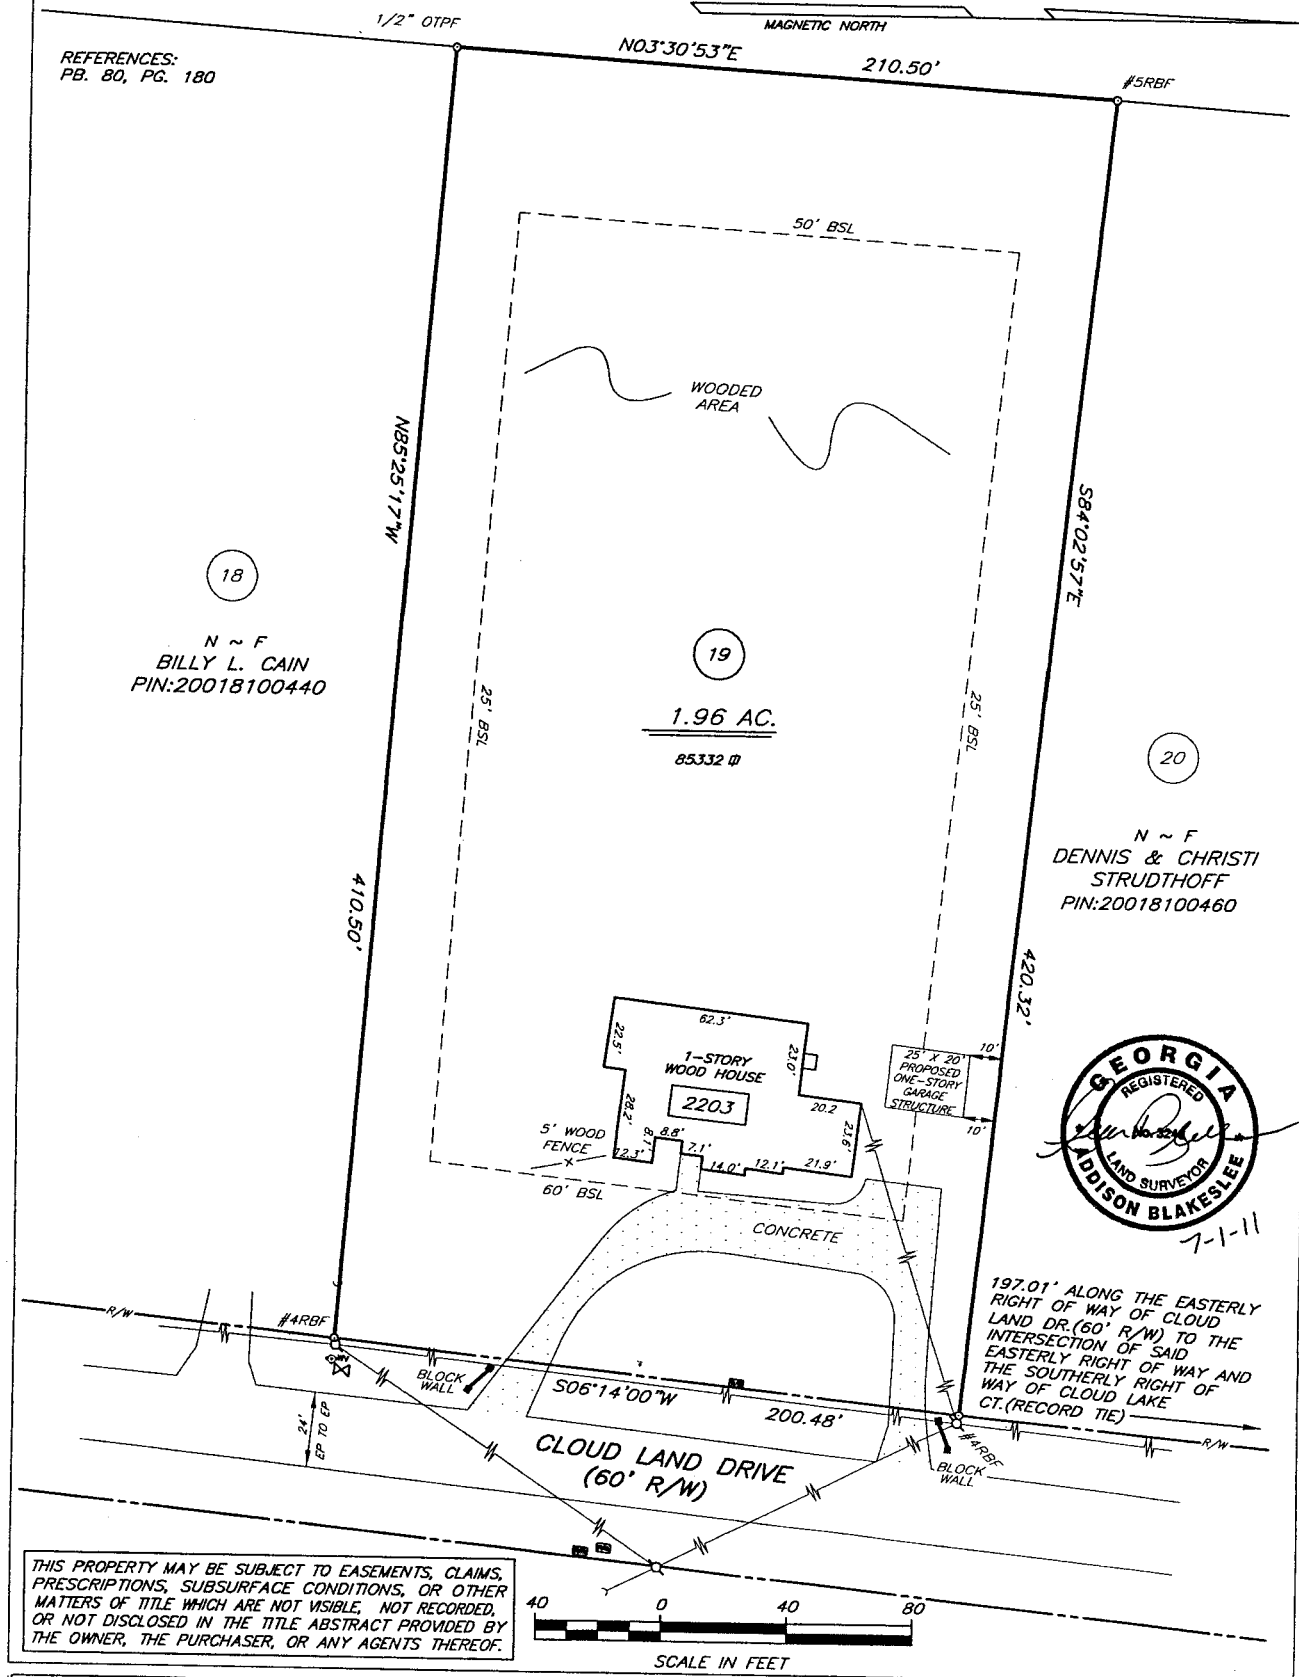 1/2" OTPF
MAGNETIC NORTH
REFERENCES:
PB. 80, PG. 180
N03°30'53"E
210.50'
#5RBF
50' BSL
WOODED
AREA
N85°25'17"W
S84°02'57"E
18
N ~ F
BILLY L. CAIN
PIN:20018100440
19
1.96 AC.
85332
25' BSL
25' BSL
20
N ~ F
DENNIS & CHRISTI
STRUDTHOFF
PIN:20018100460
410.50'
420.32'
62.3'
22.5'
23.0'
1-STORY
WOOD HOUSE
2203
28.2'
20.2
23.6'
8.8'
8.1'
12.3'
7.1'
14.0'
12.1'
21.9'
10'
25' X 20'
PROPOSED
ONE-STORY
GARAGE
STRUCTURE
10'
5' WOOD
FENCE
60' BSL
CONCRETE
GEORGIA
REGISTERED
LAND SURVEYOR
ADDISON BLAKESLEE
7-1-11
197.01' ALONG THE EASTERLY
RIGHT OF WAY OF CLOUD
LAND DR.(60' R/W) TO THE
INTERSECTION OF SAID
EASTERLY RIGHT OF WAY AND
THE SOUTHERLY RIGHT OF
WAY OF CLOUD LAKE
CT.(RECORD TIE)
R/W
#4RBF
BLOCK
WALL
S06°14'00"W
200.48'
#4RBF
R/W
BLOCK
WALL
24'
EP TO EP
CLOUD LAND DRIVE
(60' R/W)
THIS PROPERTY MAY BE SUBJECT TO EASEMENTS, CLAIMS,
PRESCRIPTIONS, SUBSURFACE CONDITIONS, OR OTHER
MATTERS OF TITLE WHICH ARE NOT VISIBLE, NOT RECORDED,
OR NOT DISCLOSED IN THE TITLE ABSTRACT PROVIDED BY
THE OWNER, THE PURCHASER, OR ANY AGENTS THEREOF.
40 0 40 80
SCALE IN FEET